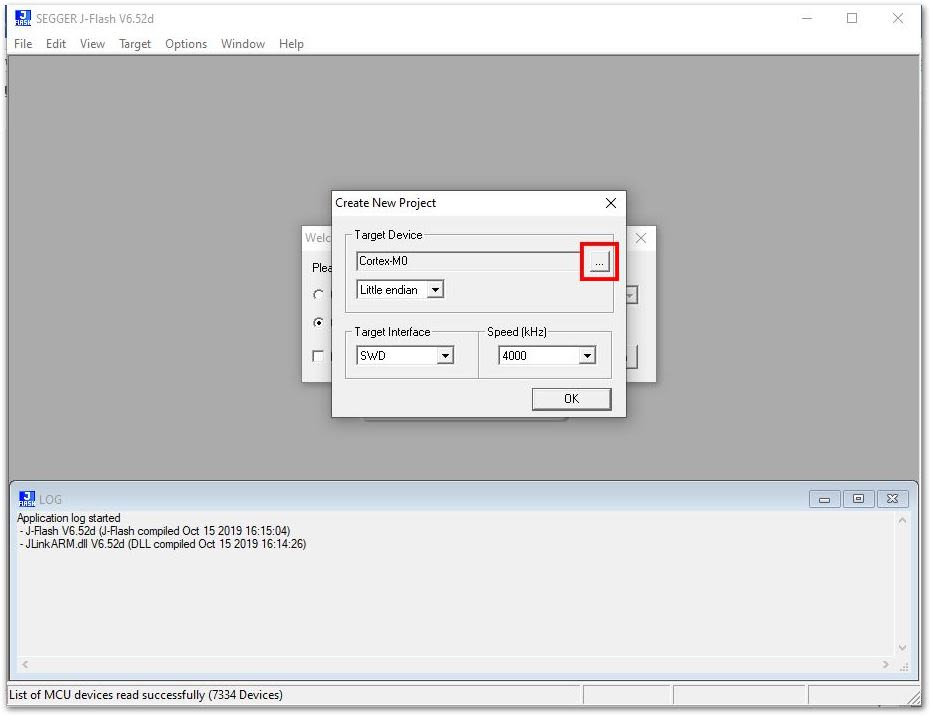 SEGGER J-Flash V6.52d
File Edit View Target Options Window Help
Create New Project
Target Device
Cortex-M0
...
Little endian
Target Interface
Speed (kHz)
SWD
4000
OK
LOG
Application log started
- J-Flash V6.52d (J-Flash compiled Oct 15 2019 16:15:04)
- JLinkARM.dll V6.52d (DLL compiled Oct 15 2019 16:14:26)
List of MCU devices read successfully (7334 Devices)